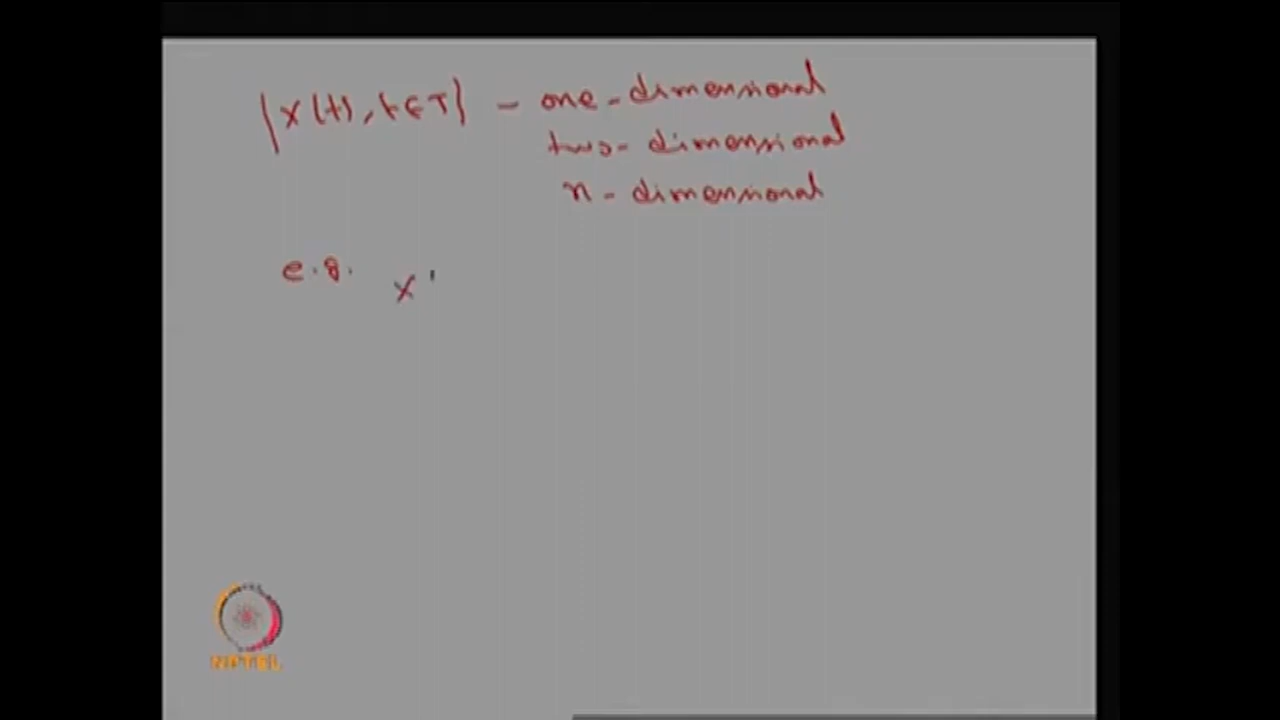 {X(t), t∈T} - one-dimensional
two-dimensional
n-dimensional
e.g. X'
NPTEL